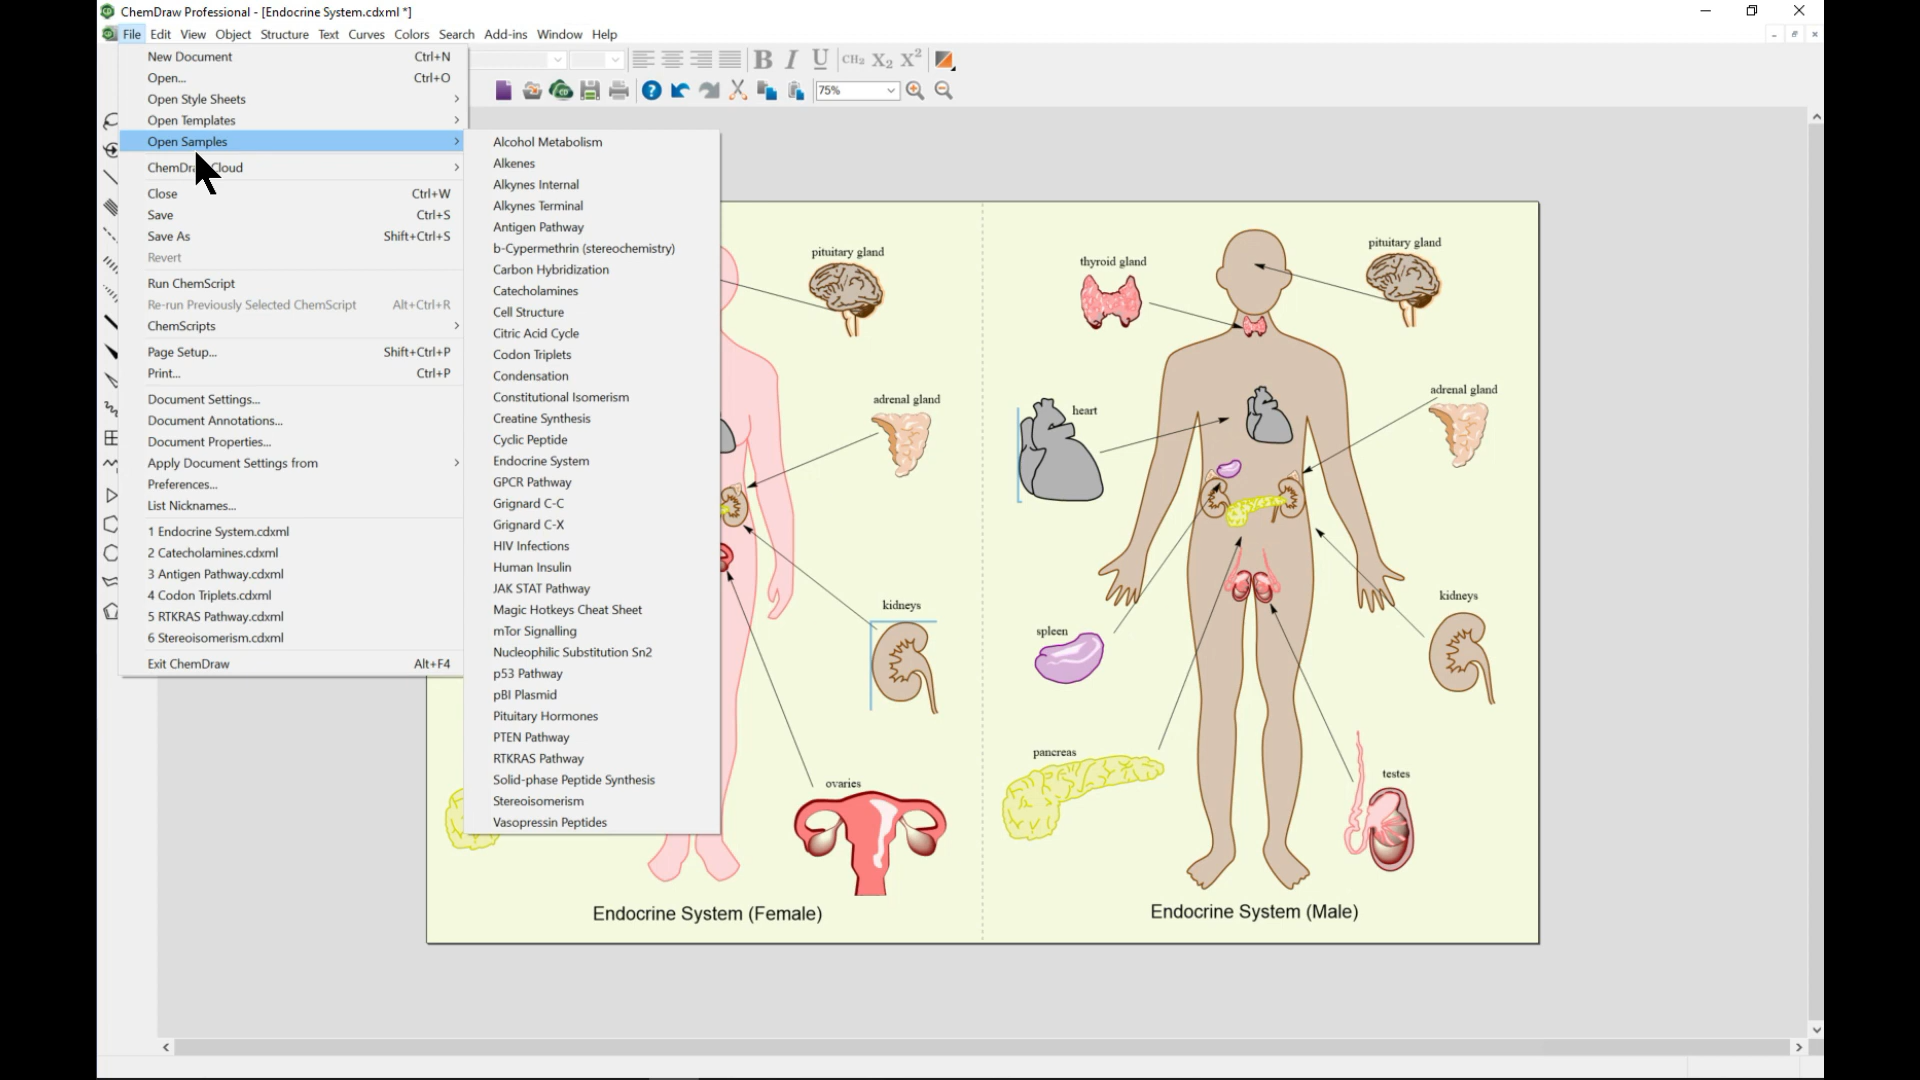 ChemDraw Professional - [Endocrine System.cdxml *]
File Edit View Object Structure Text Curves Colors Search Add-ins Window Help
B I U CH₂ X₂ X²
75%
New Document Ctrl+N
Open... Ctrl+O
Open Style Sheets
Open Templates
Open Samples
Close Ctrl+W
Save Ctrl+S
Save As Shift+Ctrl+S
Revert
Run ChemScript
Re-run Previously Selected ChemScript Alt+Ctrl+R
ChemScripts
Page Setup... Shift+Ctrl+P
Print... Ctrl+P
Document Settings...
Document Annotations...
Document Properties...
Apply Document Settings from
Preferences...
List Nicknames...
1 Endocrine System.cdxml
2 Catecholamines.cdxml
3 Antigen Pathway.cdxml
4 Codon Triplets.cdxml
5 RTKRAS Pathway.cdxml
6 Stereoisomerism.cdxml
Exit ChemDraw Alt+F4
Alcohol Metabolism
Alkenes
Alkynes Internal
Alkynes Terminal
Antigen Pathway
b-Cypermethrin (stereochemistry)
Carbon Hybridization
Catecholamines
Cell Structure
Citric Acid Cycle
Codon Triplets
Condensation
Constitutional Isomerism
Creatine Synthesis
Cyclic Peptide
Endocrine System
GPCR Pathway
Grignard C-C
Grignard C-X
HIV Infections
Human Insulin
JAK STAT Pathway
Magic Hotkeys Cheat Sheet
mTor Signalling
Nucleophilic Substitution Sn2
p53 Pathway
pBI Plasmid
Pituitary Hormones
PTEN Pathway
RTKRAS Pathway
Solid-phase Peptide Synthesis
Stereoisomerism
Vasopressin Peptides
pituitary gland
adrenal gland
kidneys
ovaries
Endocrine System (Female)
thyroid gland
pituitary gland
heart
adrenal gland
spleen
kidneys
pancreas
testes
Endocrine System (Male)